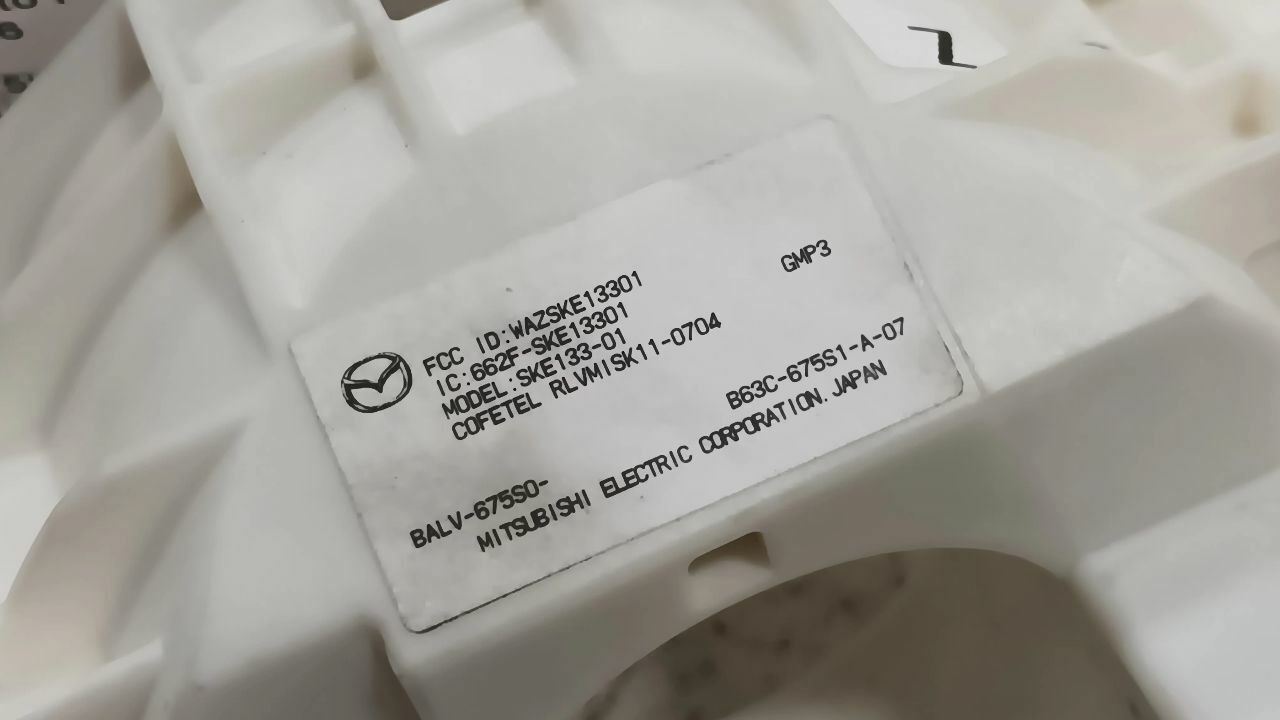 FCC ID:WAZSKE13301
IC:662F-SKE13301
MODEL:SKE133-01
COFETEL RLVMISK11-0704
GMP3
B63C-675S1-A-07
BALV-675S0-
MITSUBISHI ELECTRIC CORPORATION.JAPAN